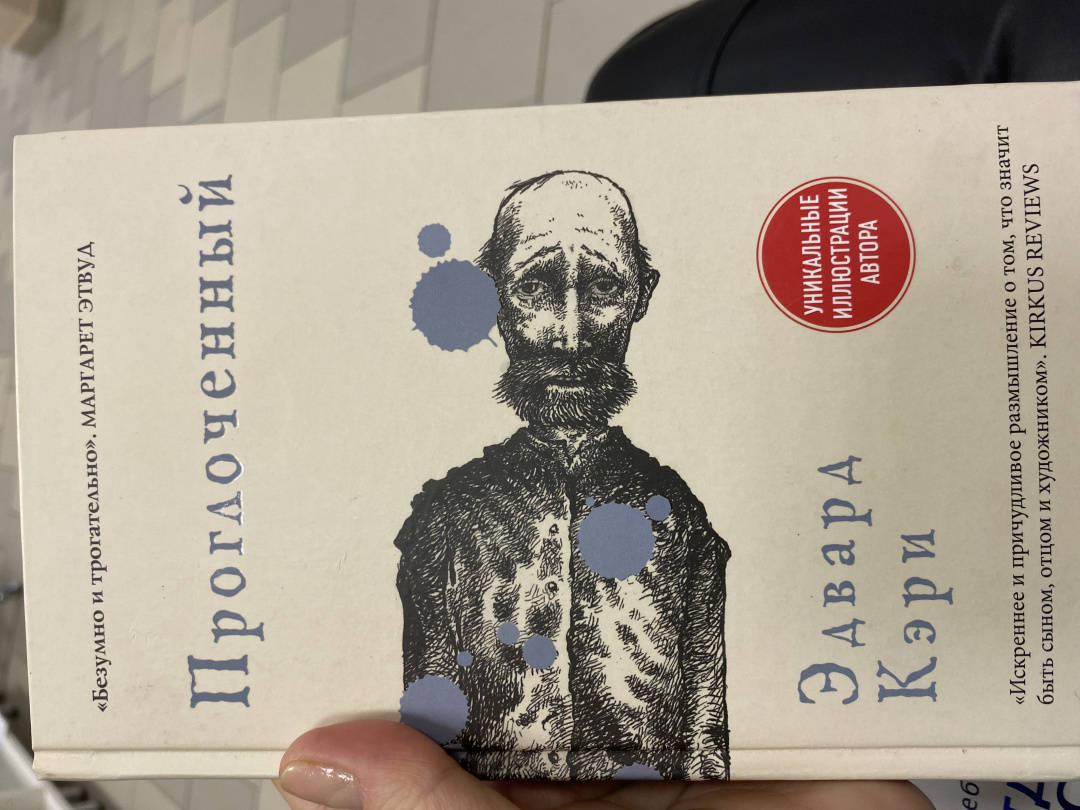 «Безумно и трогательно». МАРГАРЕТ ЭТВУД
Проглоченный
УНИКАЛЬНЫЕ
ИЛЛЮСТРАЦИИ
АВТОРА
Эдвард
Кэри
«Искреннее и причудливое размышление о том, что значит
быть сыном, отцом и художником». KIRKUS REVIEWS